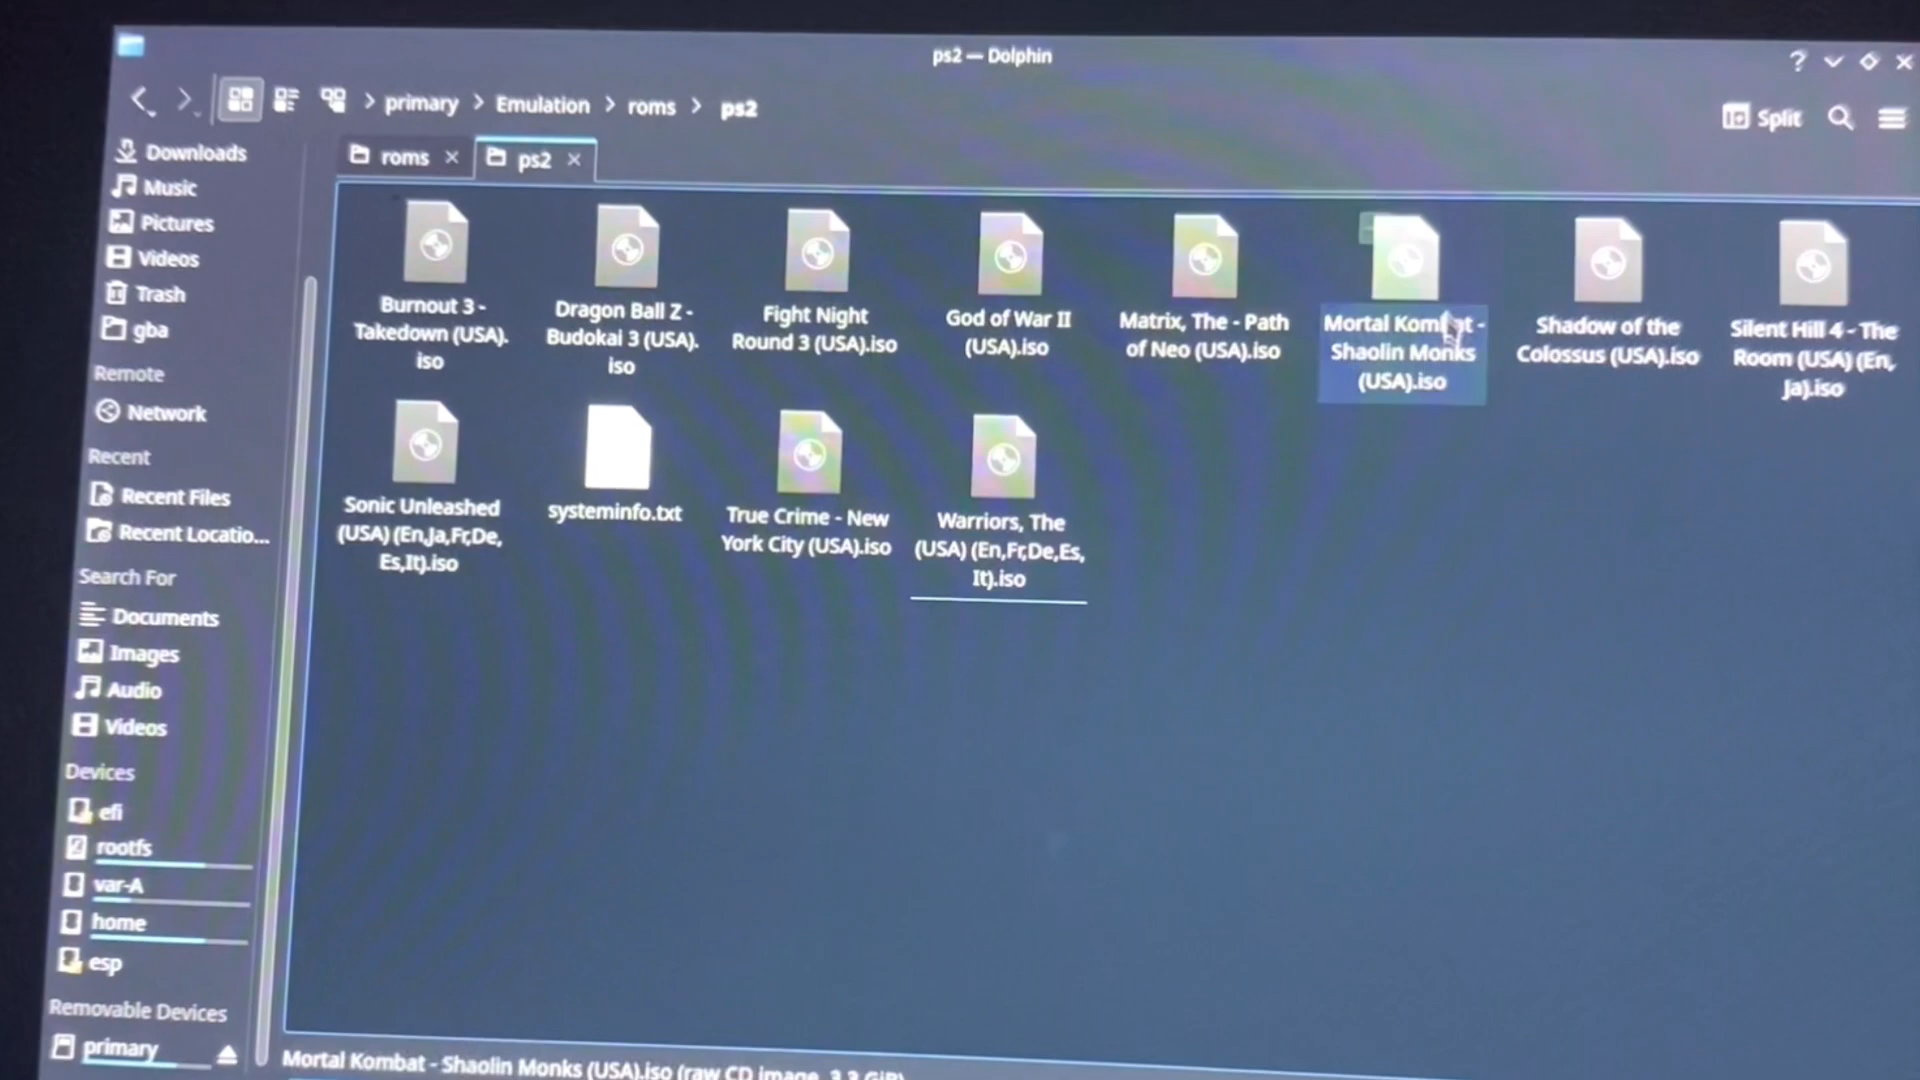 ps2 — Dolphin
primary > Emulation > roms > ps2
Split
Downloads
Music
Pictures
Videos
Trash
gba
Remote
Network
Recent
Recent Files
Recent Locatio...
Search For
Documents
Images
Audio
Videos
Devices
efi
rootfs
var-A
home
esp
Removable Devices
primary
roms
ps2
Burnout 3 -
Takedown (USA).
iso
Dragon Ball Z -
Budokai 3 (USA).
iso
Fight Night
Round 3 (USA).iso
God of War II
(USA).iso
Matrix, The - Path
of Neo (USA).iso
Mortal Kombat -
Shaolin Monks
(USA).iso
Shadow of the
Colossus (USA).iso
Silent Hill 4 - The
Room (USA) (En,
Ja).iso
Sonic Unleashed
(USA) (En,Ja,Fr,De,
Es,It).iso
systeminfo.txt
True Crime - New
York City (USA).iso
Warriors, The
(USA) (En,Fr,De,Es,
It).iso
Mortal Kombat - Shaolin Monks (USA).iso (raw CD image, 3.3 GiB)